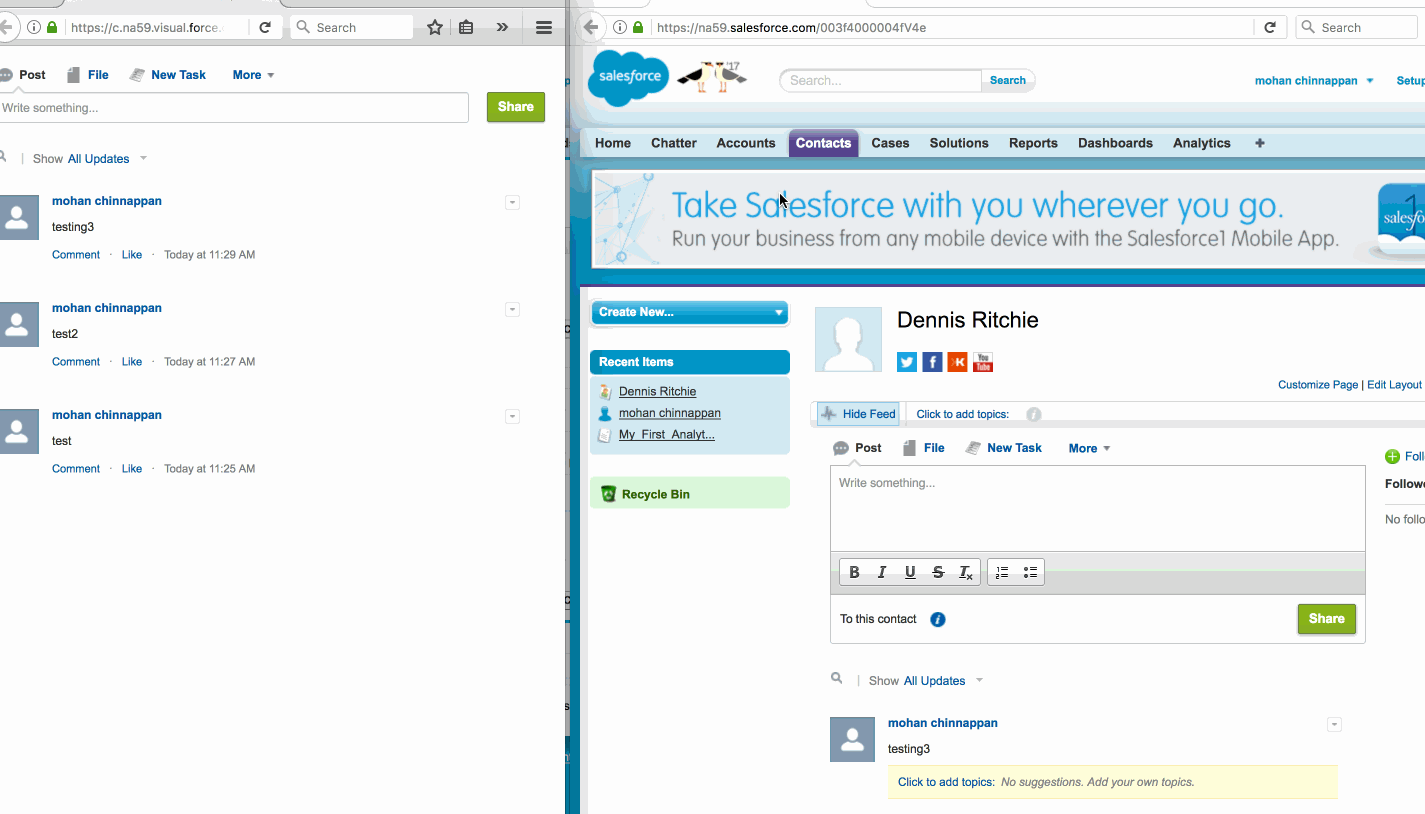 https://c.na59.visual.force.
Search
Post File New Task More
Write something...
Share
Show All Updates
mohan chinnappan
testing3
Comment · Like · Today at 11:29 AM
mohan chinnappan
test2
Comment · Like · Today at 11:27 AM
mohan chinnappan
test
Comment · Like · Today at 11:25 AM
https://na59.salesforce.com/003f4000004fV4e
Search
salesforce
'17
Search...
Search
mohan chinnappan
Setup
Home Chatter Accounts Contacts Cases Solutions Reports Dashboards Analytics +
Take Salesforce with you wherever you go.
Run your business from any mobile device with the Salesforce1 Mobile App.
1
salesfo
Create New...
Recent Items
Dennis Ritchie
mohan chinnappan
My_First_Analyt...
Recycle Bin
Dennis Ritchie
You
Tube
Customize Page | Edit Layout
Hide Feed
Click to add topics:
Post File New Task More
Write something...
B I U S Tx
To this contact
Share
Foll
Followe
No follo
Show All Updates
mohan chinnappan
testing3
Click to add topics: No suggestions. Add your own topics.